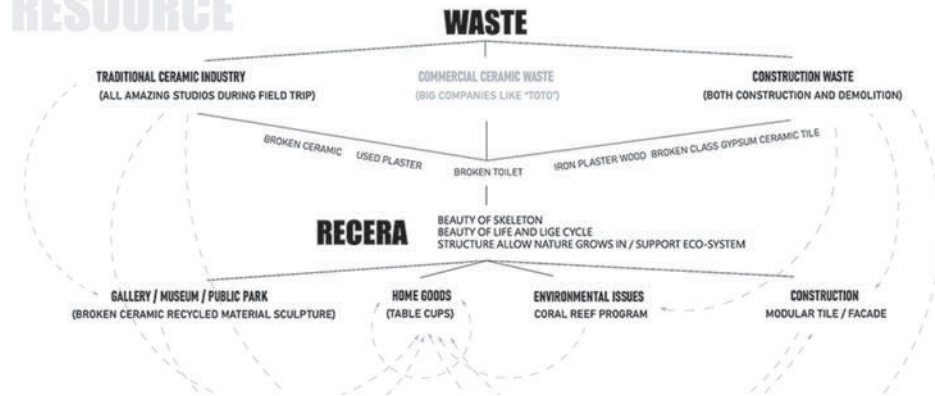 RESOURCE
WASTE
TRADITIONAL CERAMIC INDUSTRY
(ALL AMAZING STUDIOS DURING FIELD TRIP)
COMMERCIAL CERAMIC WASTE
(BIG COMPANIES LIKE "TOTO")
CONSTRUCTION WASTE
(BOTH CONSTRUCTION AND DEMOLITION)
BROKEN CERAMIC USED PLASTER
BROKEN TOILET
IRON PLASTER WOOD BROKEN CLASS GYPSUM CERAMIC TILE
RECERA
BEAUTY OF SKELETON
BEAUTY OF LIFE AND LIGE CYCLE
STRUCTURE ALLOW NATURE GROWS IN / SUPPORT ECO-SYSTEM
GALLERY / MUSEUM / PUBLIC PARK
(BROKEN CERAMIC RECYCLED MATERIAL SCULPTURE)
HOME GOODS
(TABLE CUPS)
ENVIRONMENTAL ISSUES
CORAL REEF PROGRAM
CONSTRUCTION
MODULAR TILE / FACADE